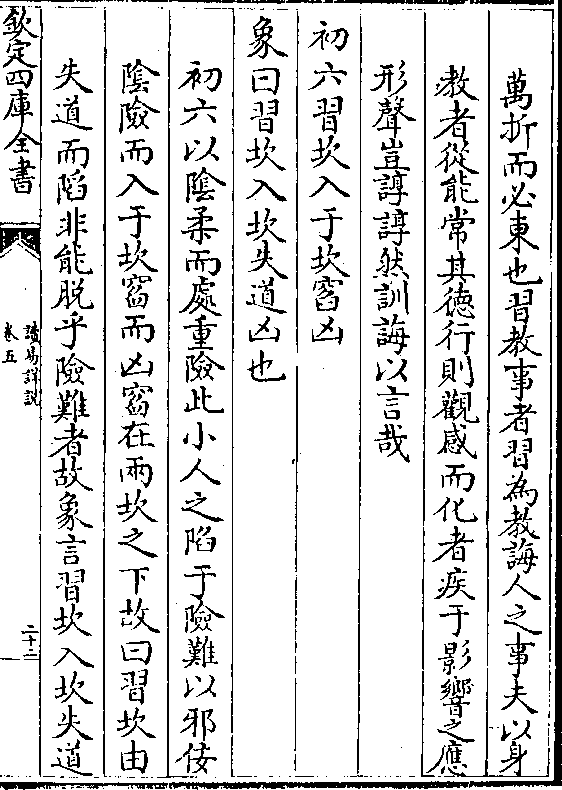 萬折而必東也習教事者習為教誨人之事夫以身
教者從能常其徳行則觀感而化者疾于影響之應
形聲豈諄諄然訓誨以言哉
初六習坎入于坎窞凶
象曰習坎入坎失道凶也
初六以陰柔而處重險此小人之陷于險難以邪佞
陰險而入于坎窞而凶窞在兩坎之下故曰習坎由
失道而陷非能脱乎險難者故象言習坎入坎失道
欽定四庫全書
讀易詳説
卷五
二十二